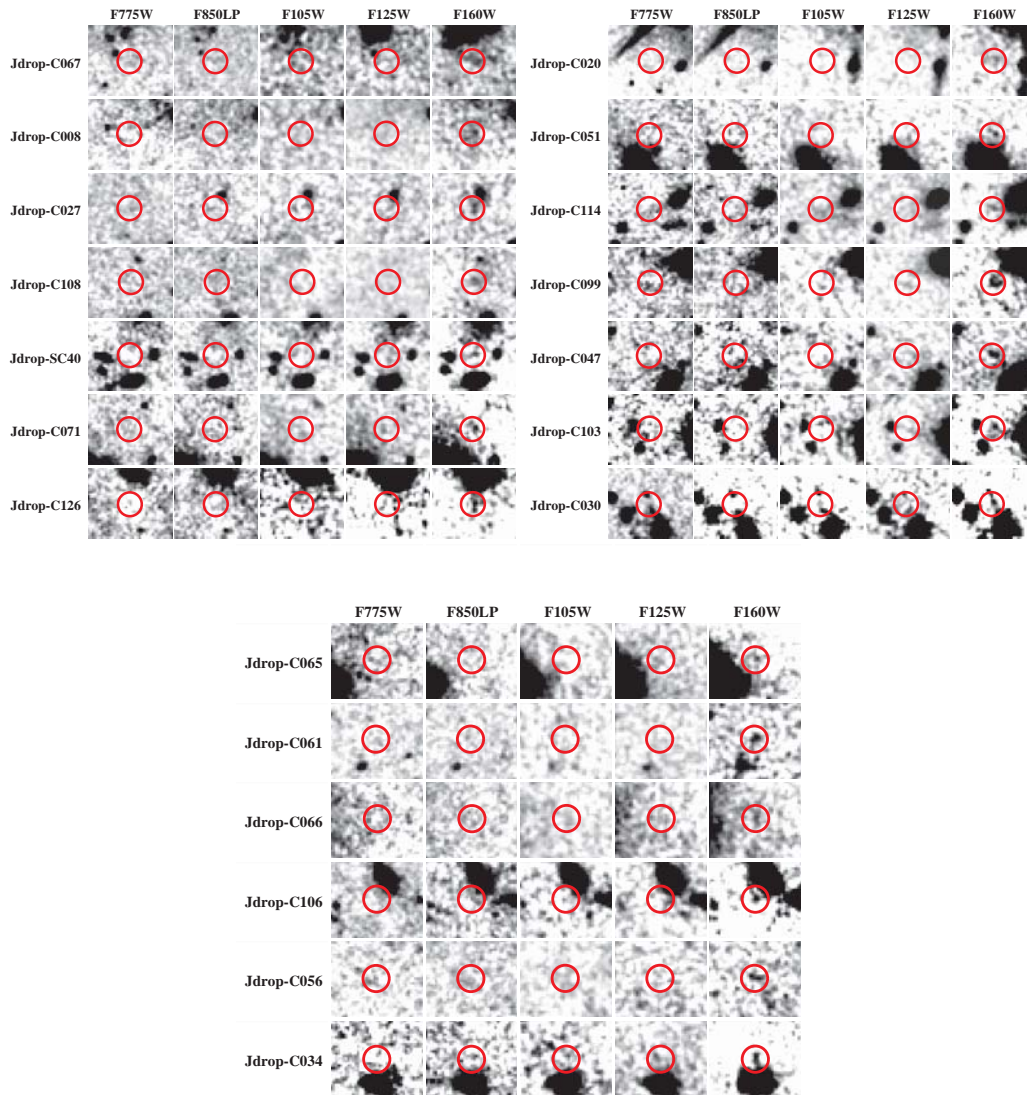 F775W F850LP F105W F125W F160W
Jdrop-C067
Jdrop-C008
Jdrop-C027
Jdrop-C108
Jdrop-SC40
Jdrop-C071
Jdrop-C126
F775W F850LP F105W F125W F160W
Jdrop-C020
Jdrop-C051
Jdrop-C114
Jdrop-C099
Jdrop-C047
Jdrop-C103
Jdrop-C030
F775W F850LP F105W F125W F160W
Jdrop-C065
Jdrop-C061
Jdrop-C066
Jdrop-C106
Jdrop-C056
Jdrop-C034